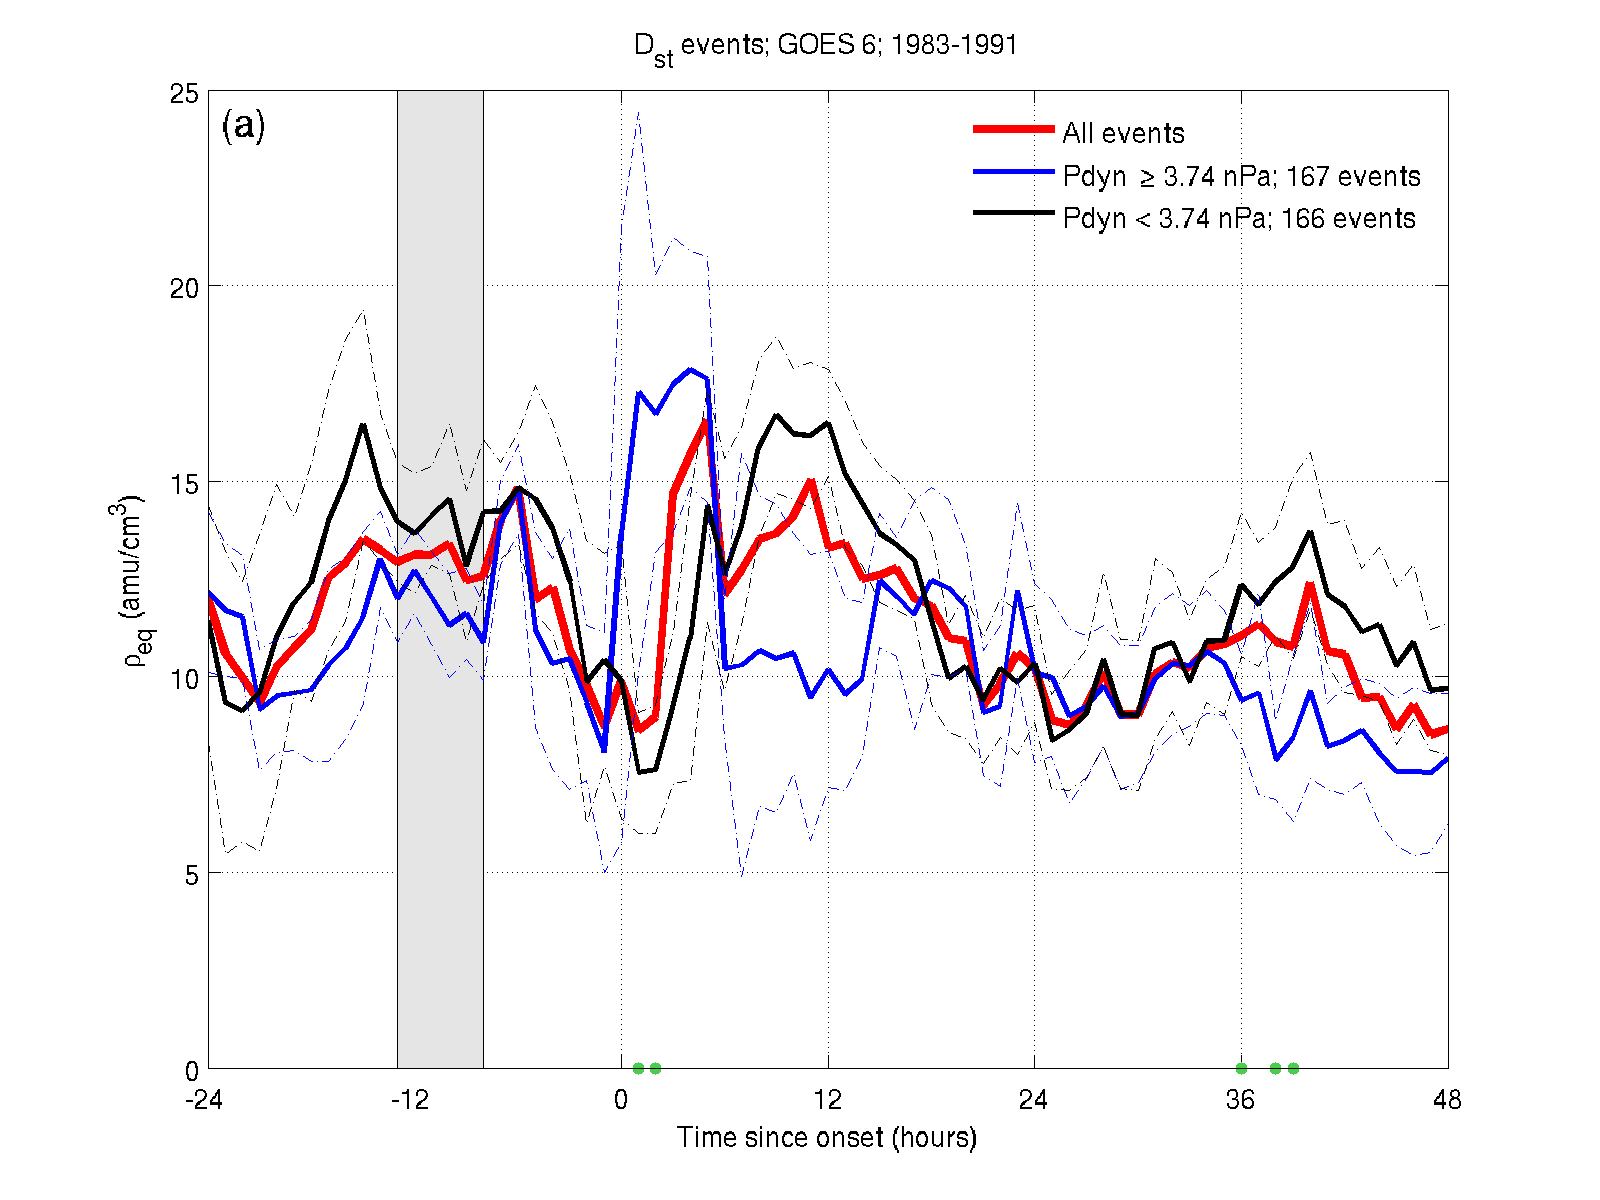 D_st events; GOES 6; 1983-1991
(a)
All events
Pdyn ≥ 3.74 nPa; 167 events
Pdyn < 3.74 nPa; 166 events
ρ_eq (amu/cm^3)
25
20
15
10
5
0
-24 -12 0 12 24 36 48
Time since onset (hours)